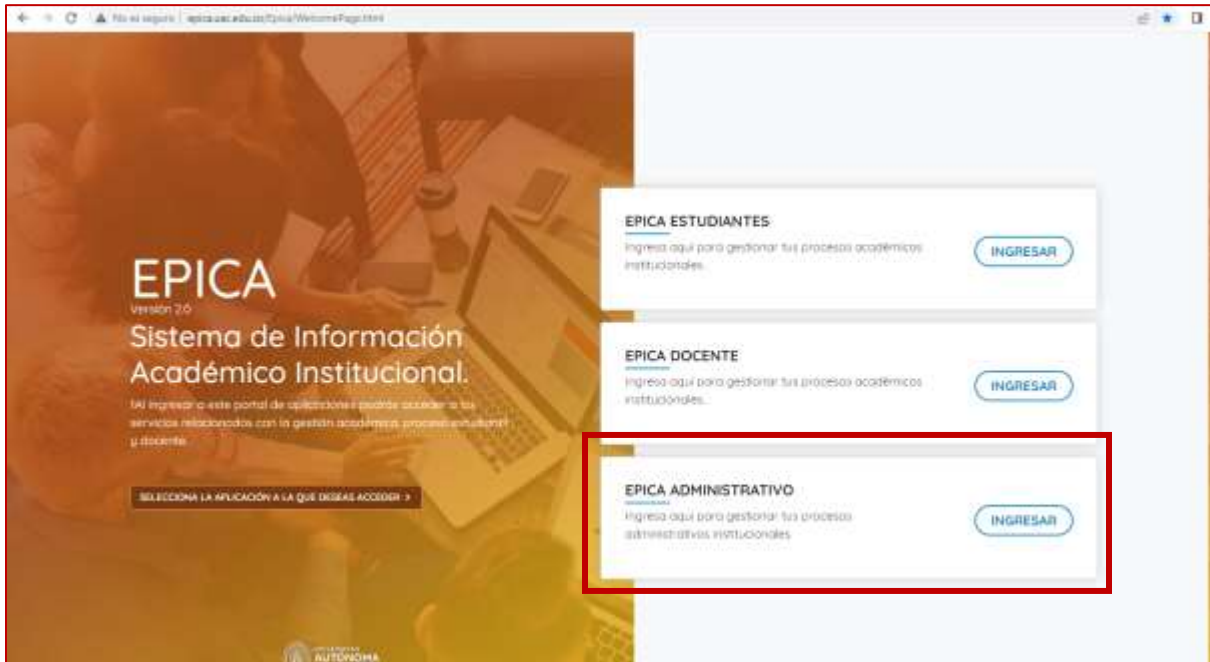 No es seguro | epica.uac.edu.co/Epica/WelcomePage.html
EPICA
Versión 2.0
Sistema de Información
Académico Institucional.
!Al ingresar a este portal de aplicaciones podrás acceder a los
servicios relacionados con la gestión académica, proceso estudiantil
y docente.
SELECCIONA LA APLICACIÓN A LA QUE DESEAS ACCEDER >
AUTÓNOMA
EPICA ESTUDIANTES
Ingresa aquí para gestionar tus procesos académicos
institucionales.
INGRESAR
EPICA DOCENTE
Ingresa aquí para gestionar tus procesos académicos
institucionales.
INGRESAR
EPICA ADMINISTRATIVO
Ingresa aquí para gestionar tus procesos
administrativos institucionales
INGRESAR